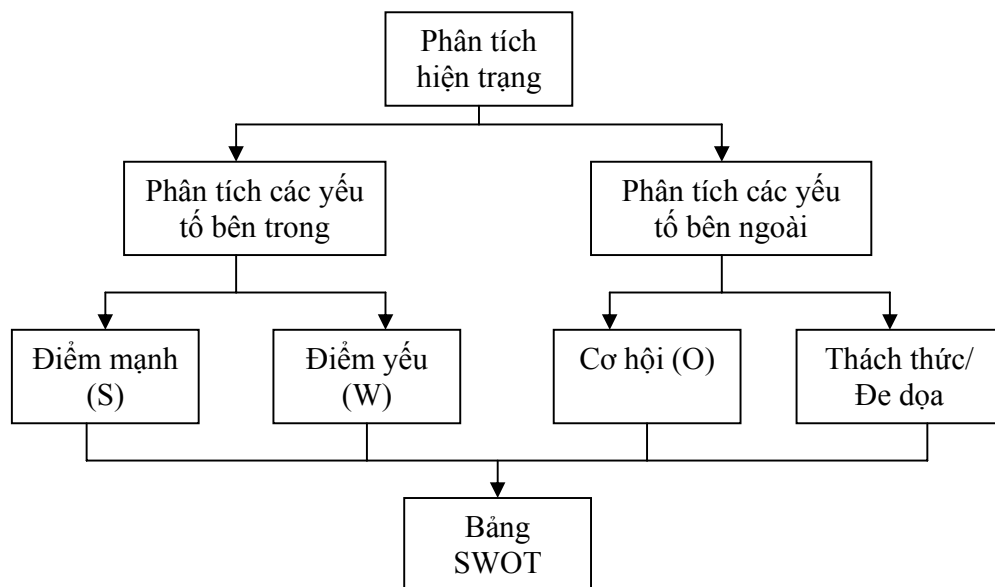 Phân tích
hiện trạng
Phân tích các yếu
tố bên trong
Phân tích các yếu
tố bên ngoài
Điểm mạnh
(S)
Điểm yếu
(W)
Cơ hội (O)
Thách thức/
Đe dọa
Bảng
SWOT